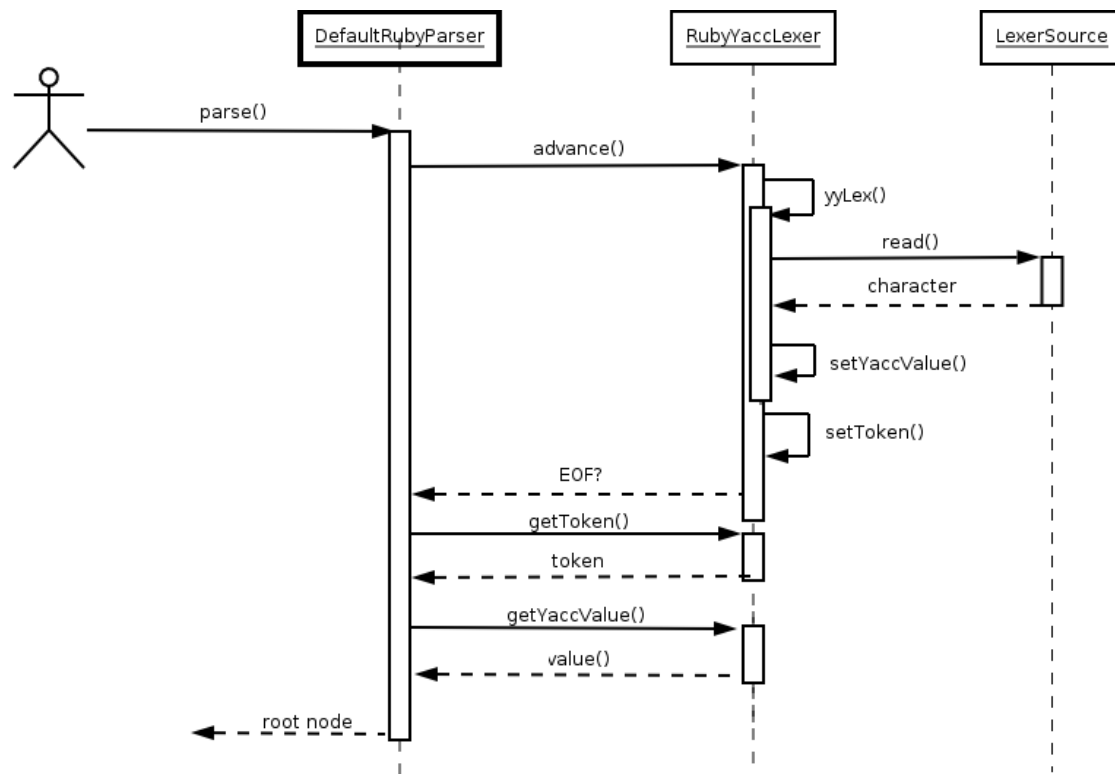 DefaultRubyParser
RubyYaccLexer
LexerSource
parse()
advance()
yyLex()
read()
character
setYaccValue()
setToken()
EOF?
getToken()
token
getYaccValue()
value()
root node